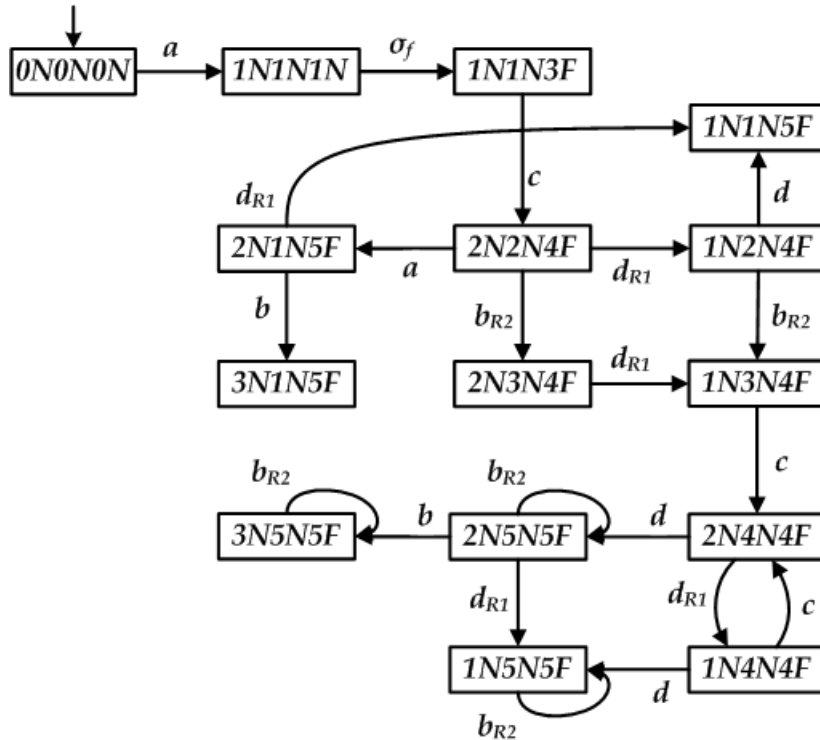 a
σf
0N0N0N
1N1N1N
1N1N3F
1N1N5F
dR1
c
d
2N1N5F
2N2N4F
1N2N4F
a
dR1
b
bR2
bR2
3N1N5F
2N3N4F
dR1
1N3N4F
c
bR2
bR2
3N5N5F
b
2N5N5F
d
2N4N4F
dR1
dR1
c
1N5N5F
d
1N4N4F
bR2